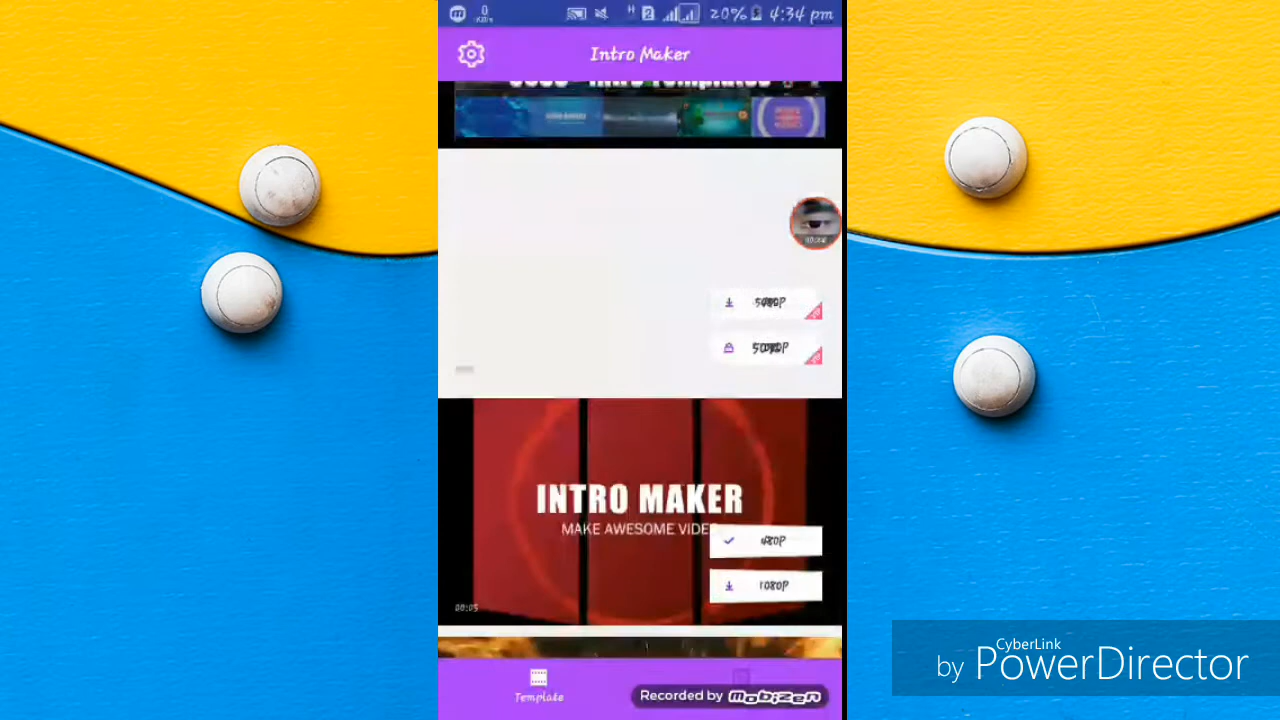 20% 4:34 pm
Intro Maker
INTRO MAKER
MAKE AWESOME VIDE
480P
1080P
00:05
Template
Recorded by mobizen
CyberLink
by PowerDirector